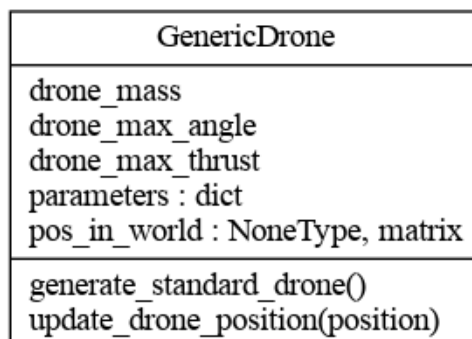 GenericDrone
drone_mass
drone_max_angle
drone_max_thrust
parameters : dict
pos_in_world : NoneType, matrix
generate_standard_drone()
update_drone_position(position)